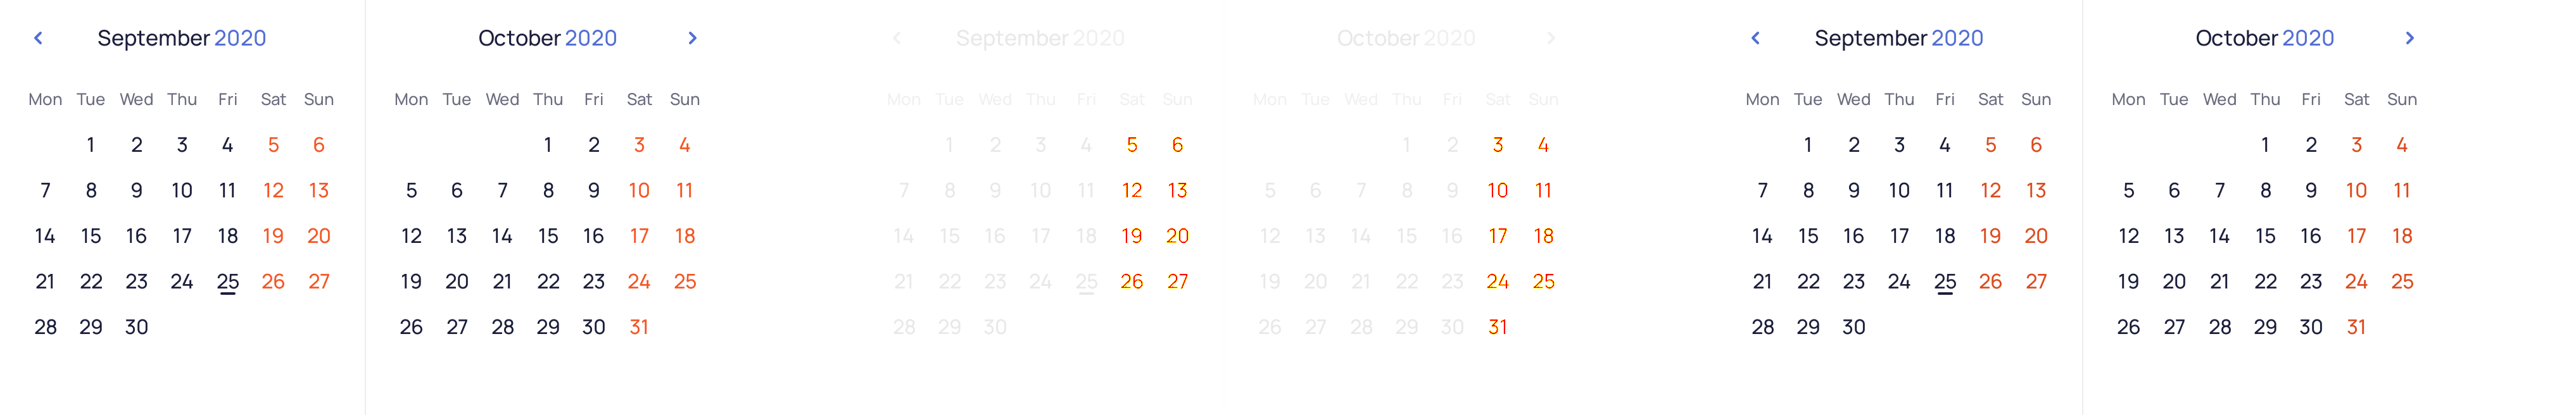 September 2020 October 2020 September 2020 October 2020 September 2020 October 2020
Mon Tue Wed Thu Fri Sat Sun Mon Tue Wed Thu Fri Sat Sun Mon Tue Wed Thu Fri Sat Sun Mon Tue Wed Thu Fri Sat Sun Mon Tue Wed Thu Fri Sat Sun Mon Tue Wed Thu Fri Sat Sun
1 2 3 4 5 6 1 2 3 4 1 2 3 4 5 6 1 2 3 4 1 2 3 4 5 6 1 2 3 4
7 8 9 10 11 12 13 5 6 7 8 9 10 11 7 8 9 10 11 12 13 5 6 7 8 9 10 11 7 8 9 10 11 12 13 5 6 7 8 9 10 11
14 15 16 17 18 19 20 12 13 14 15 16 17 18 14 15 16 17 18 19 20 12 13 14 15 16 17 18 14 15 16 17 18 19 20 12 13 14 15 16 17 18
21 22 23 24 25 26 27 19 20 21 22 23 24 25 21 22 23 24 25 26 27 19 20 21 22 23 24 25 21 22 23 24 25 26 27 19 20 21 22 23 24 25
28 29 30 26 27 28 29 30 31 28 29 30 26 27 28 29 30 31 28 29 30 26 27 28 29 30 31